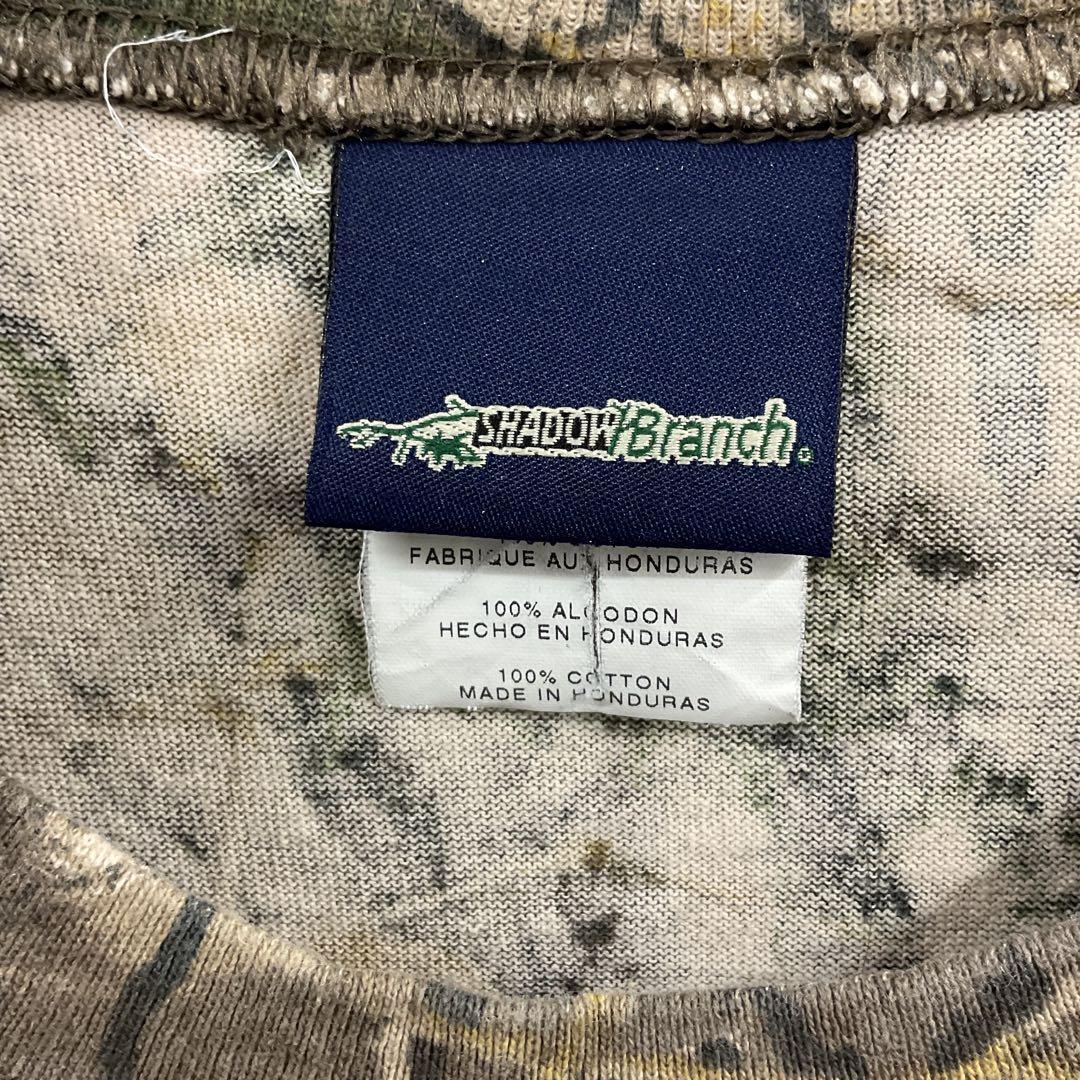 SHADOW Branch
FABRIQUE AUX HONDURAS
100% ALGODON
HECHO EN HONDURAS
100% COTTON
MADE IN HONDURAS